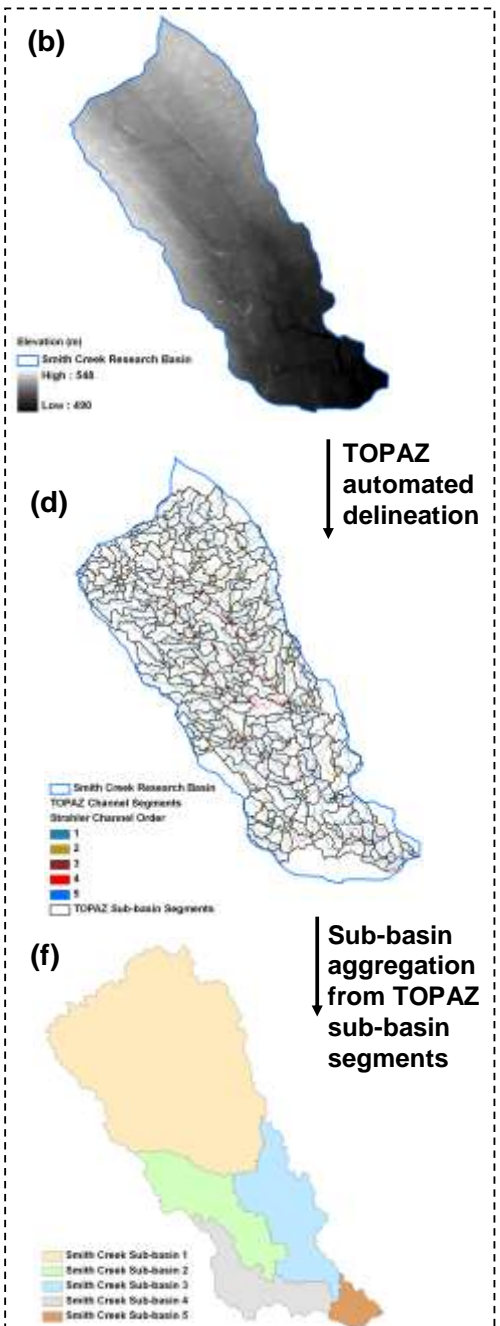 (b)
Elevation (m)
Smith Creek Research Basin
High : 548
Low : 490
TOPAZ
automated
delineation
(d)
Smith Creek Research Basin
TOPAZ Channel Segments
Strahler Channel Order
1
2
3
4
5
TOPAZ Sub-basin Segments
Sub-basin
aggregation
from TOPAZ
sub-basin
segments
(f)
Smith Creek Sub-basin 1
Smith Creek Sub-basin 2
Smith Creek Sub-basin 3
Smith Creek Sub-basin 4
Smith Creek Sub-basin 5